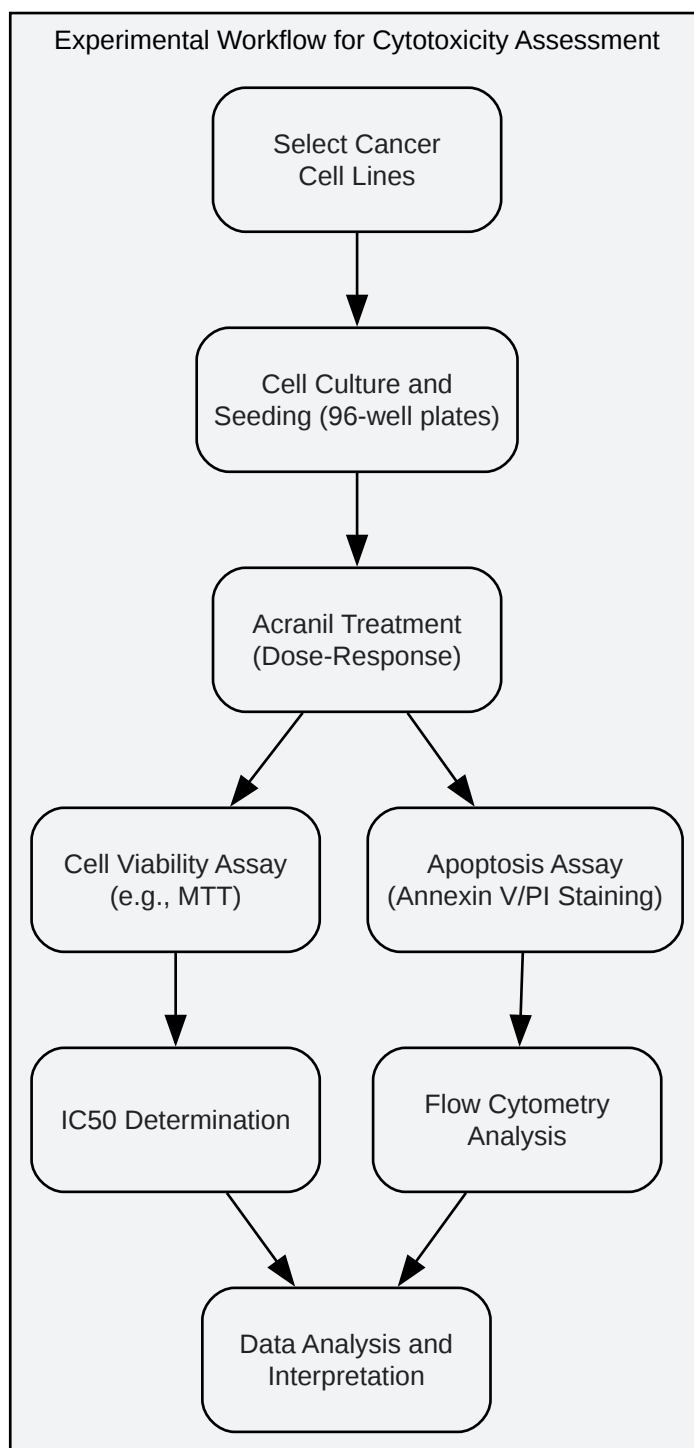 Experimental Workflow for Cytotoxicity Assessment
Select Cancer
Cell Lines
Cell Culture and
Seeding (96-well plates)
Acranil Treatment
(Dose-Response)
Cell Viability Assay
(e.g., MTT)
Apoptosis Assay
(Annexin V/PI Staining)
IC50 Determination
Flow Cytometry
Analysis
Data Analysis and
Interpretation